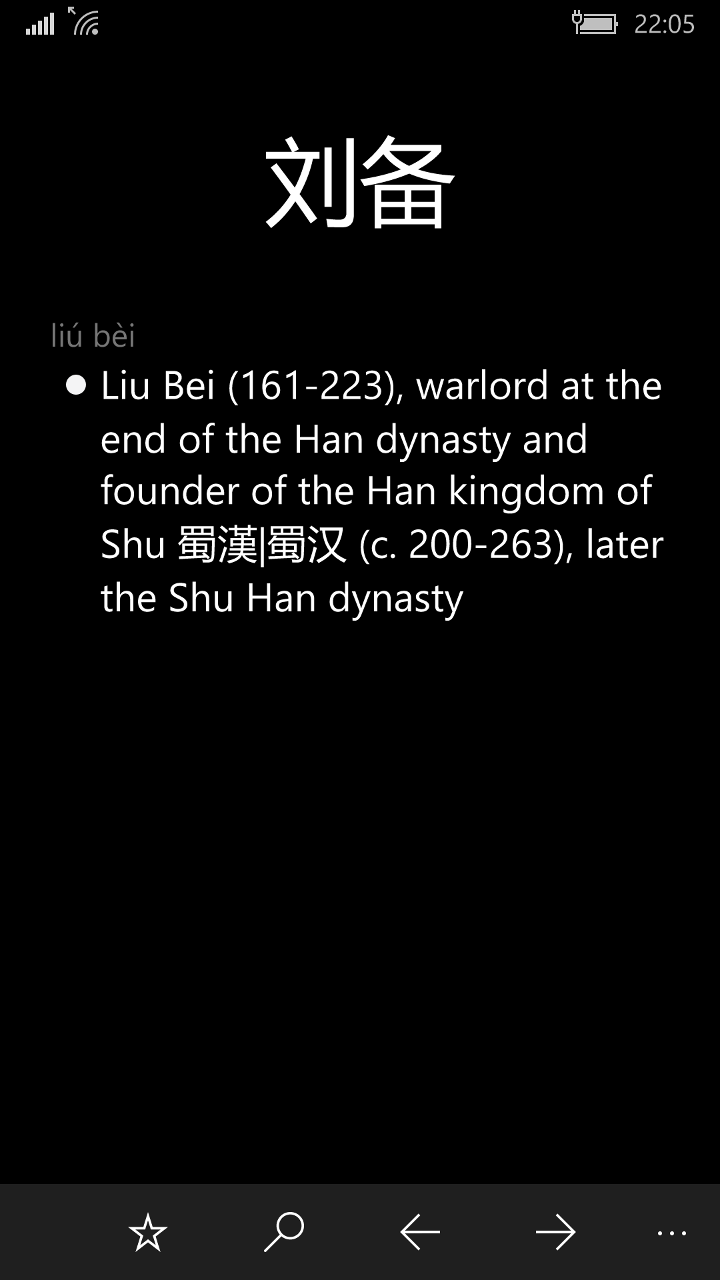 22:05
刘备
liú bèi
Liu Bei (161-223), warlord at the
end of the Han dynasty and
founder of the Han kingdom of
Shu 蜀漢|蜀汉 (c. 200-263), later
the Shu Han dynasty